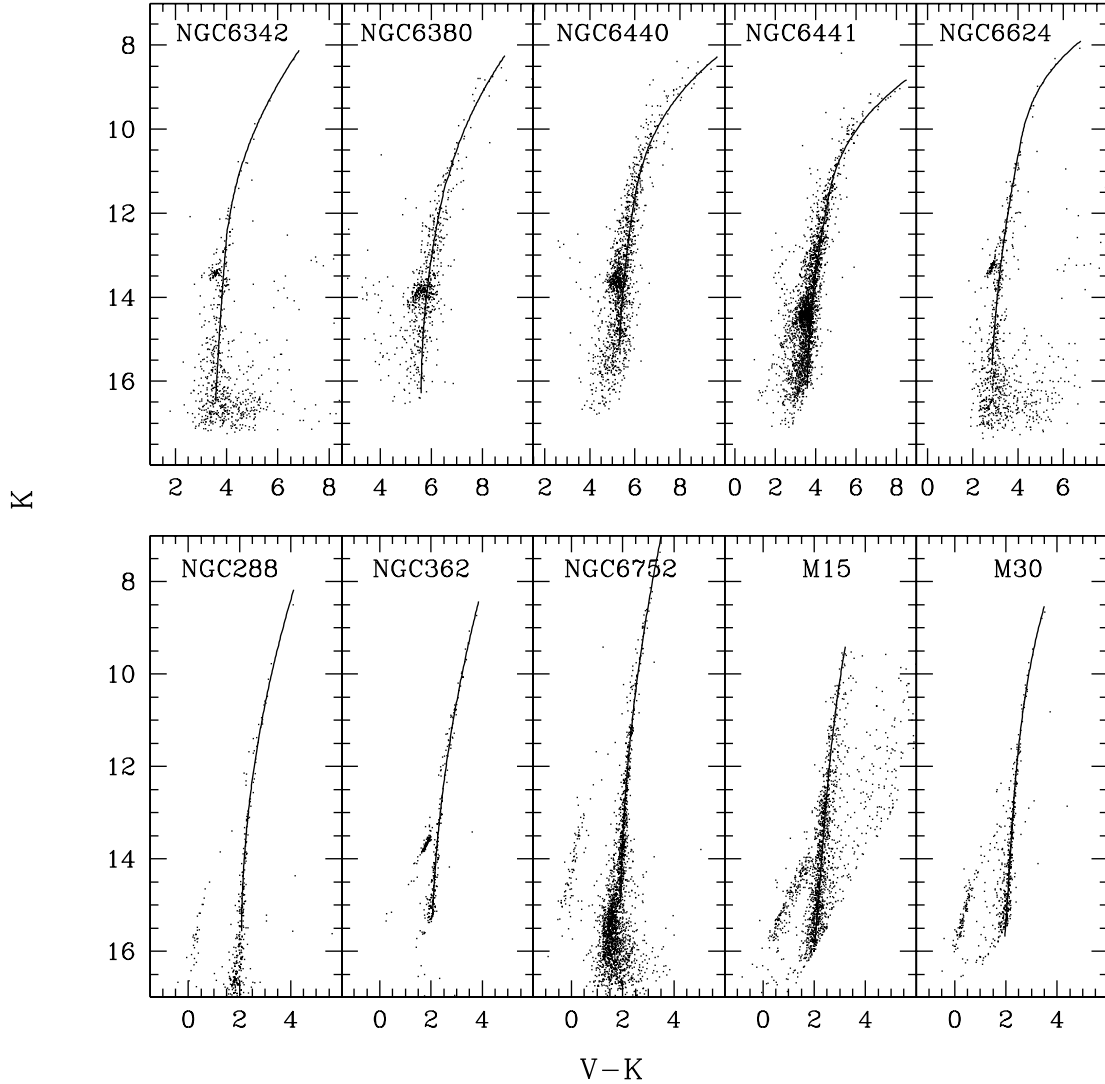 NGC6342 NGC6380 NGC6440 NGC6441 NGC6624
8
10
12
14
16
2 4 6 8 4 6 8 2 4 6 8 0 2 4 6 8 0 2 4 6
K
NGC288 NGC362 NGC6752 M15 M30
8
10
12
14
16
0 2 4 0 2 4 0 2 4 0 2 4 0 2 4
V-K